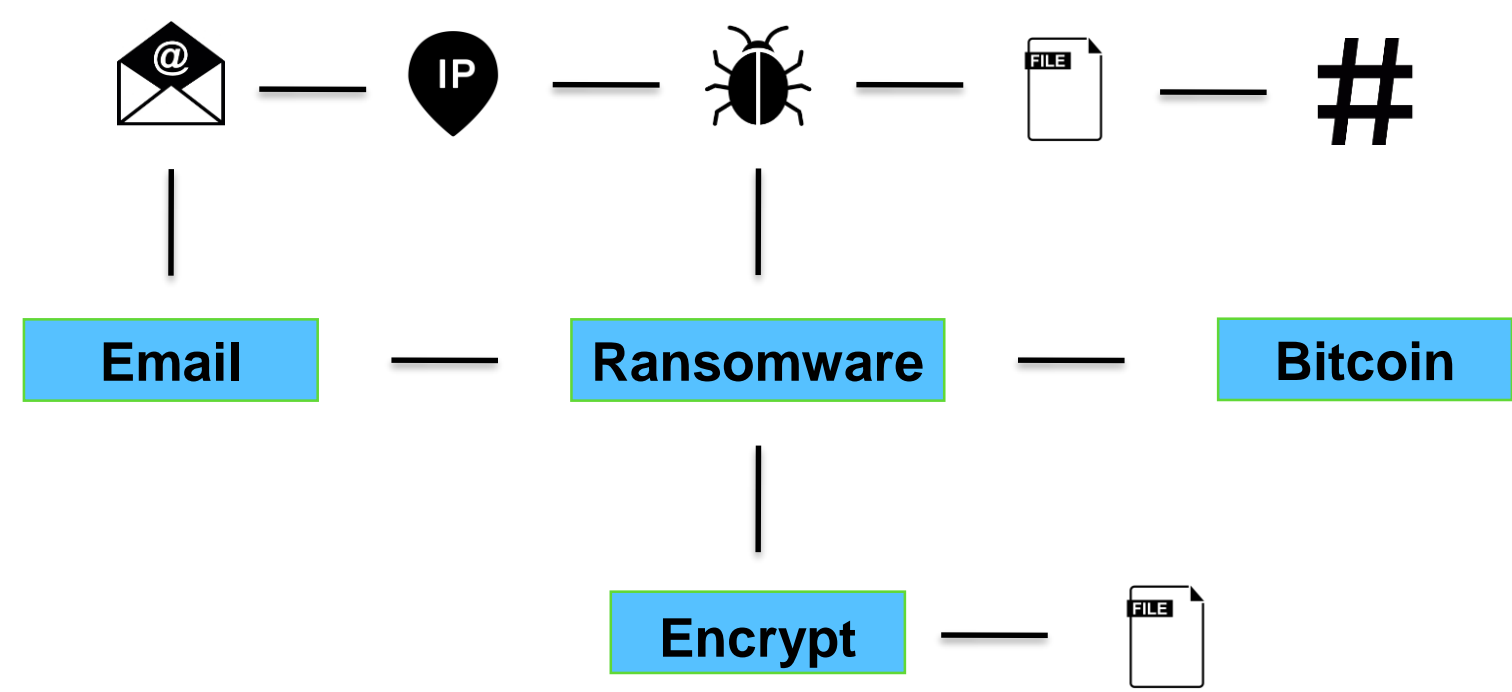 @
IP
FILE
#
Email
Ransomware
Bitcoin
Encrypt
FILE